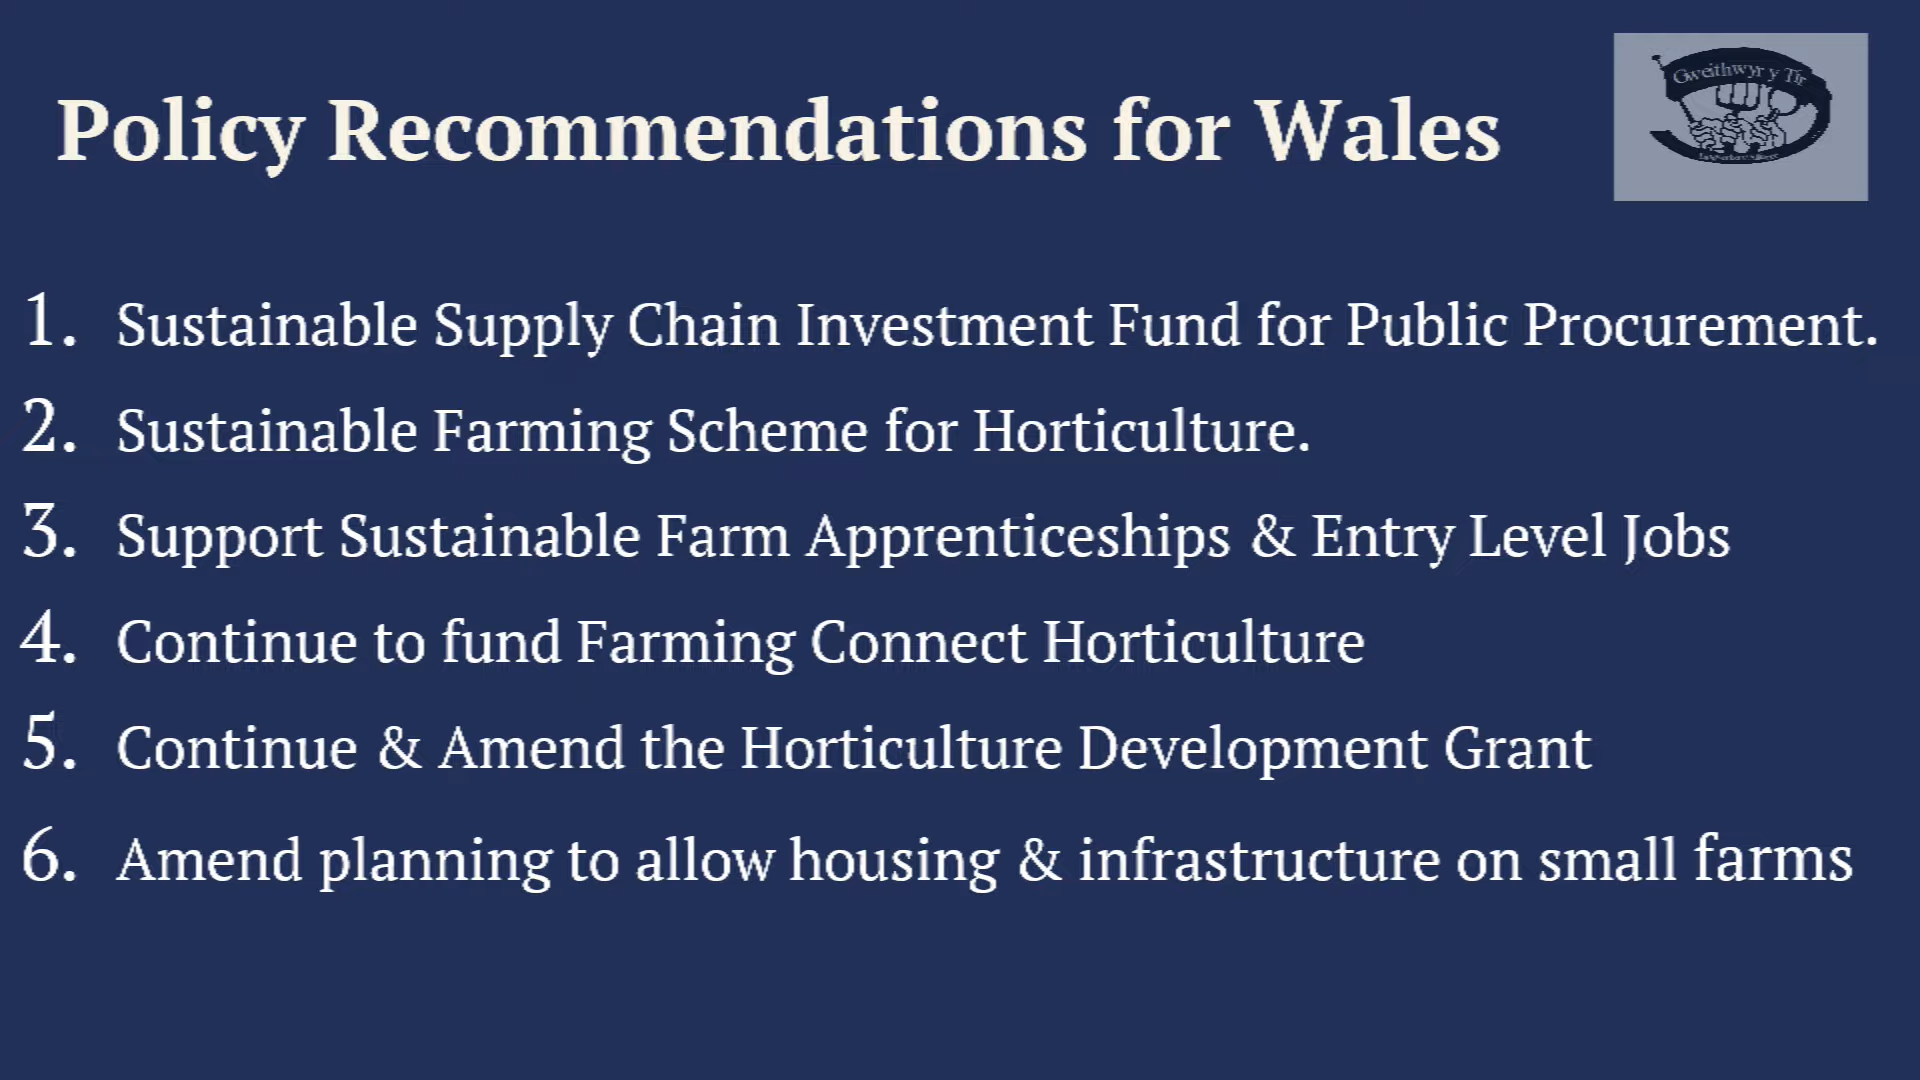 Gweithwyr y Tir
Policy Recommendations for Wales
1. Sustainable Supply Chain Investment Fund for Public Procurement.
2. Sustainable Farming Scheme for Horticulture.
3. Support Sustainable Farm Apprenticeships & Entry Level Jobs
4. Continue to fund Farming Connect Horticulture
5. Continue & Amend the Horticulture Development Grant
6. Amend planning to allow housing & infrastructure on small farms